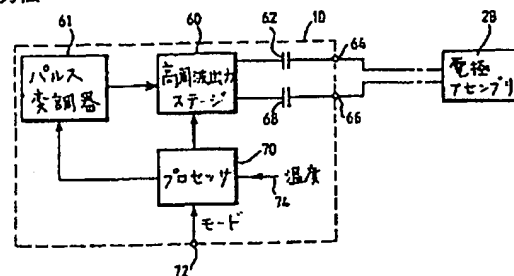 61
60
62
10
64
28
パルス
変調器
高周波出力
ステージ
電極
アセンブリ
68
66
70
プロセッサ
温度
74
モード
72